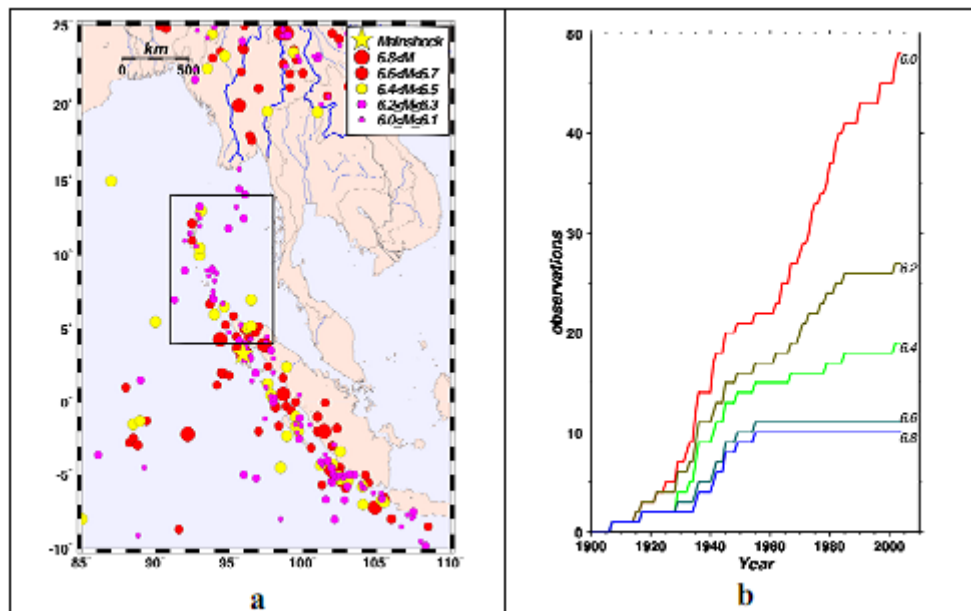 Mainshock
6.8≤M
6.6≤M≤6.7
6.4≤M≤6.5
6.2≤M≤6.3
6.0≤M≤6.1
km
0 500
25°
20°
15°
10°
5°
0°
-5°
-10°
85° 90° 95° 100° 105° 110°
a
50
40
30
20
10
0
observations
6.0
6.2
6.4
6.6
6.8
1900 1920 1940 1960 1980 2000
Year
b